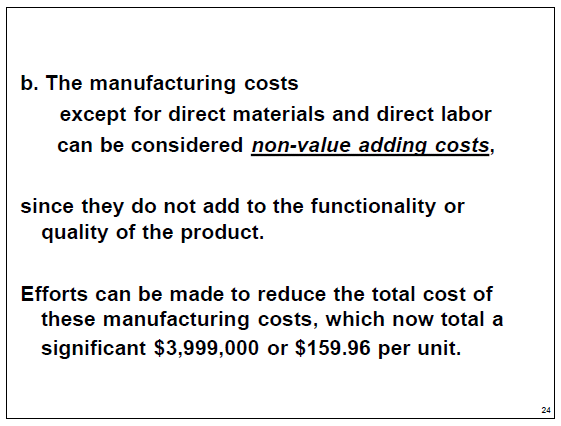 b. The manufacturing costs
except for direct materials and direct labor
can be considered non-value adding costs,
since they do not add to the functionality or
quality of the product.
Efforts can be made to reduce the total cost of
these manufacturing costs, which now total a
significant $3,999,000 or $159.96 per unit.
24